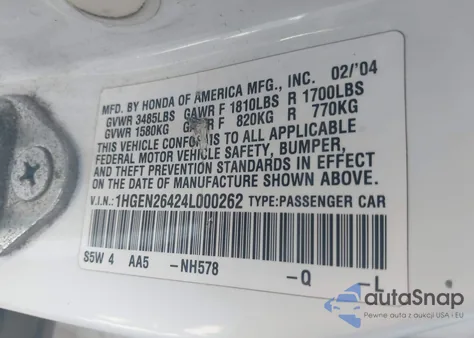 MFD. BY HONDA OF AMERICA MFG., INC. 02/'04
GVWR 3485LBS GAWR F 1810LBS R 1700LBS
GVWR 1580KG GAWR F 820KG R 770KG
THIS VEHICLE CONFORMS TO ALL APPLICABLE
FEDERAL MOTOR VEHICLE SAFETY, BUMPER,
AND THEFT PREVENTION STANDARDS IN EFFECT
ON THE DATE OF MANUFACTURE SHOWN ABOVE.
V.I.N.: 1HGEN26424L000262 TYPE: PASSENGER CAR
S5W 4 AA5 -NH578 -Q -L
autoSnap
Pewne auta z aukcji USA i EU